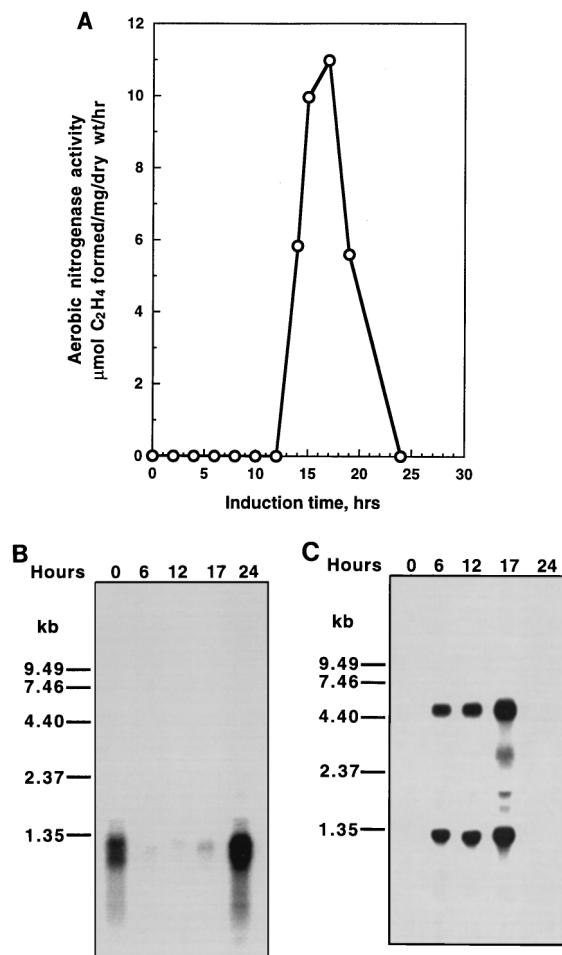 A
Aerobic nitrogenase activity
μmol C2H4 formed/mg/dry wt/hr
12
10
8
6
4
2
0
0 5 10 15 20 25 30
Induction time, hrs
B
Hours 0 6 12 17 24
kb
9.49
7.46
4.40
2.37
1.35
C
Hours 0 6 12 17 24
kb
9.49
7.46
4.40
2.37
1.35